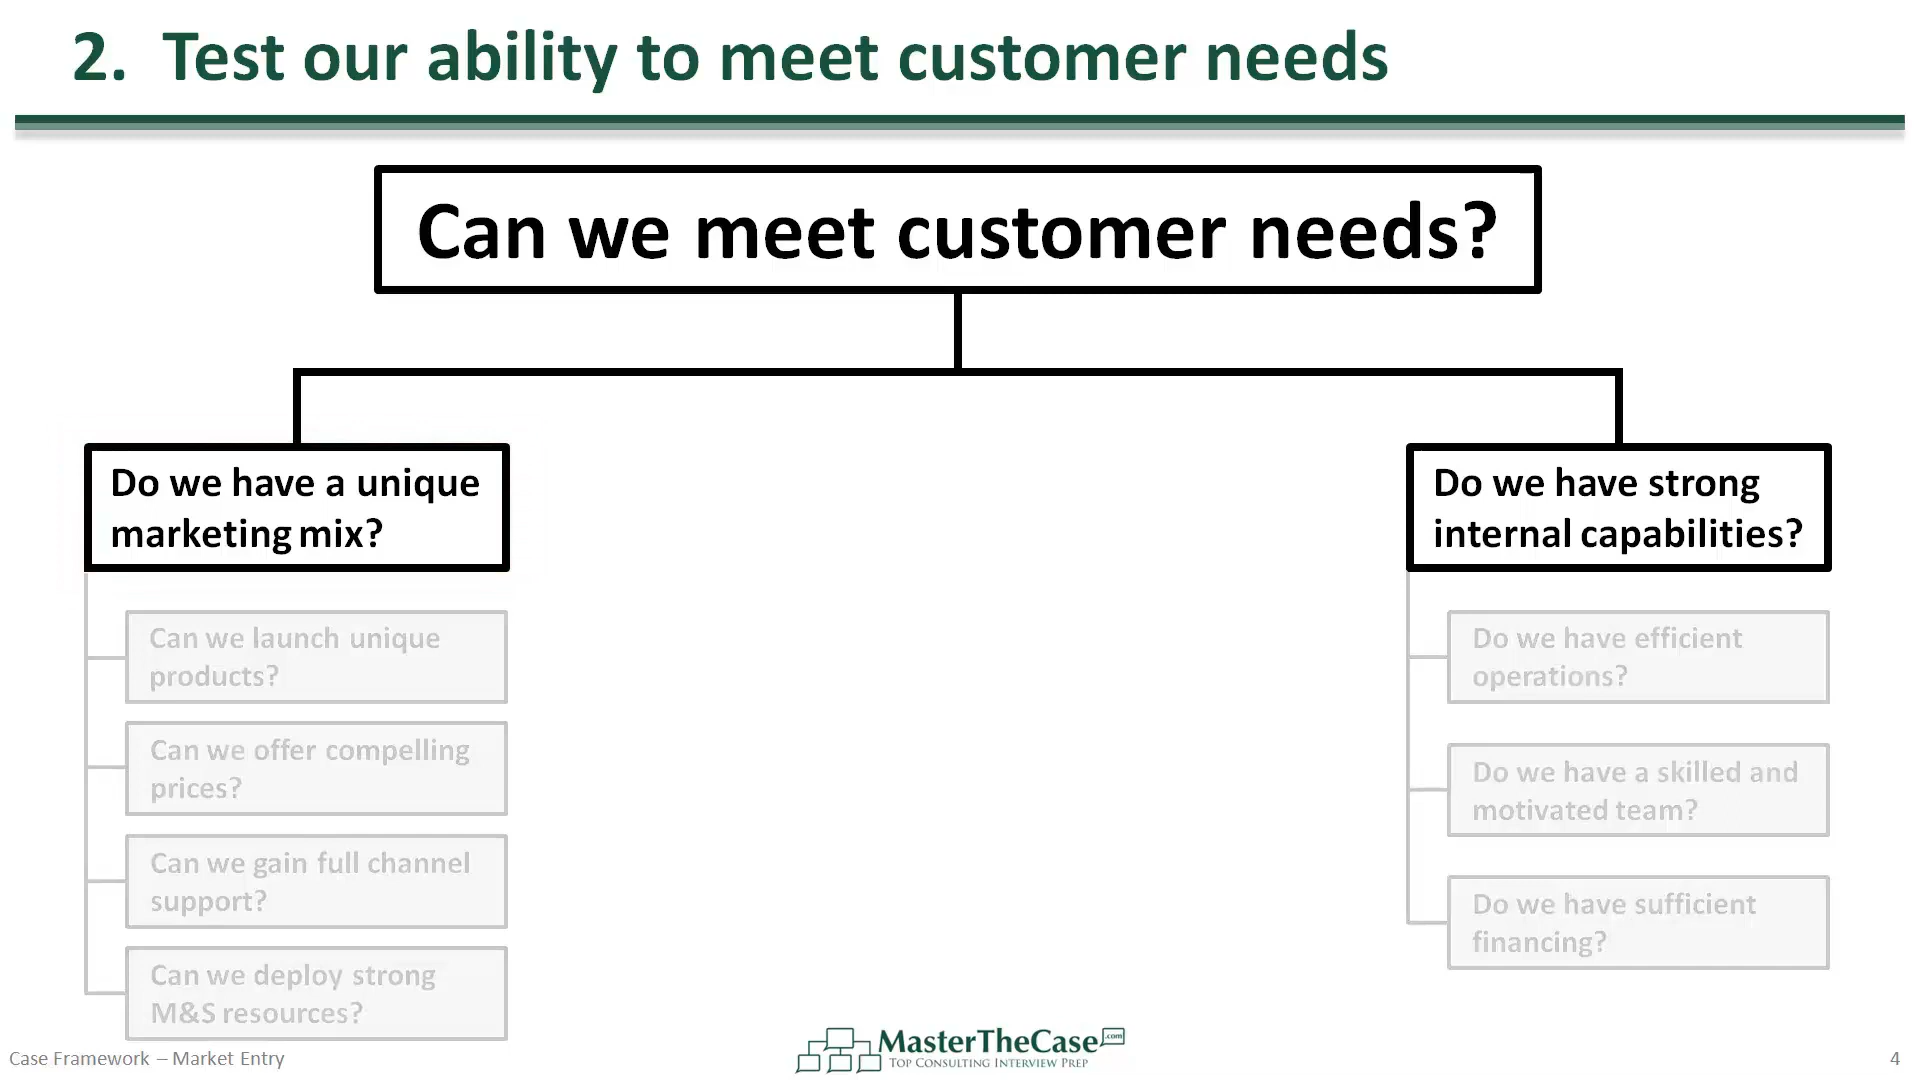 2. Test our ability to meet customer needs
Can we meet customer needs?
Do we have a unique
marketing mix?
Can we launch unique
products?
Can we offer compelling
prices?
Can we gain full channel
support?
Can we deploy strong
M&S resources?
Do we have strong
internal capabilities?
Do we have efficient
operations?
Do we have a skilled and
motivated team?
Do we have sufficient
financing?
Case Framework – Market Entry
MasterTheCase.com
Top Consulting Interview Prep
4